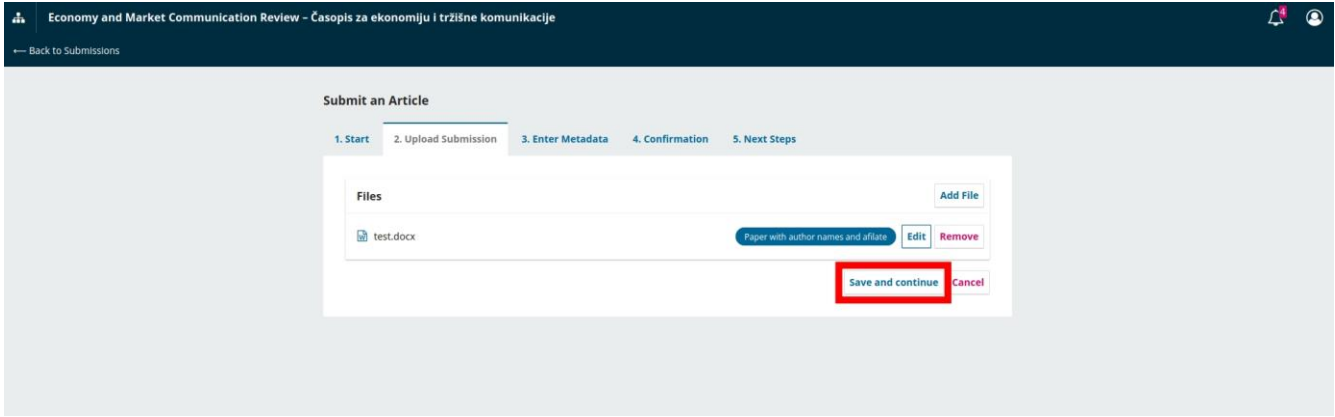 Economy and Market Communication Review – Časopis za ekonomiju i tržišne komunikacije
4
← Back to Submissions
Submit an Article
1. Start 2. Upload Submission 3. Enter Metadata 4. Confirmation 5. Next Steps
Files Add File
test.docx Paper with author names and afilate Edit Remove
Save and continue Cancel